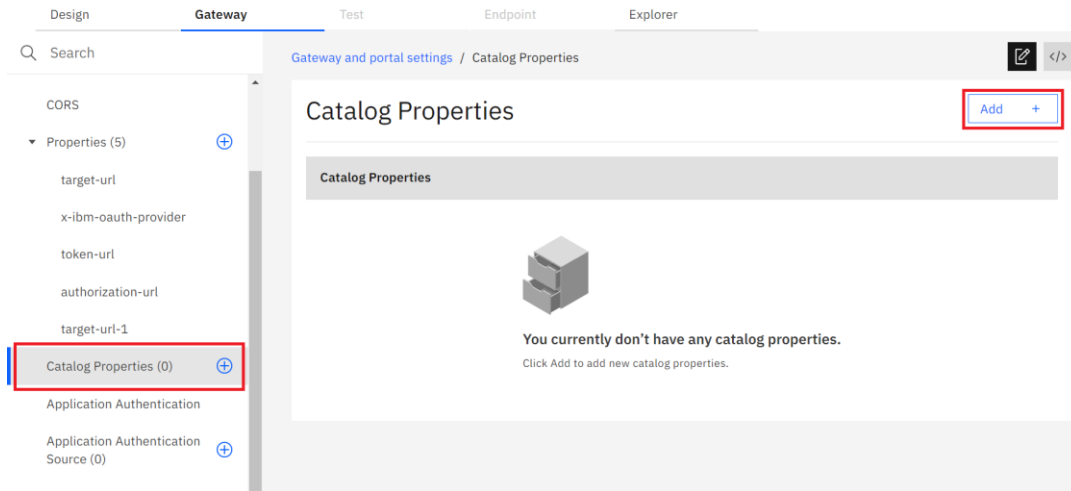 Design Gateway Test Endpoint Explorer
Search
Gateway and portal settings / Catalog Properties
</>
CORS
Properties (5)
target-url
x-ibm-oauth-provider
token-url
authorization-url
target-url-1
Catalog Properties (0)
Application Authentication
Application Authentication
Source (0)
Catalog Properties
Add +
Catalog Properties
You currently don't have any catalog properties.
Click Add to add new catalog properties.